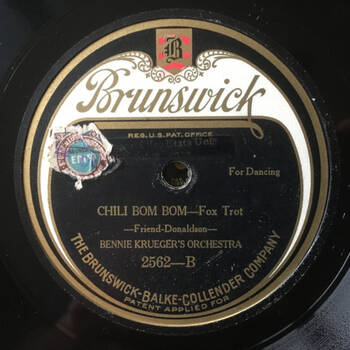 B
Brunswick
REG. U.S. PAT. OFFICE
For Dancing
CHILI BOM BOM—Fox Trot
—Friend-Donaldson—
BENNIE KRUEGER'S ORCHESTRA
2562—B
THE BRUNSWICK-BALKE-COLLENDER COMPANY
PATENT APPLIED FOR